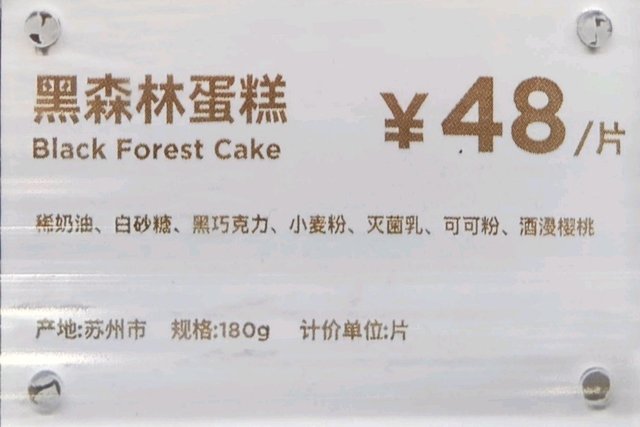 黑森林蛋糕
Black Forest Cake
¥48/片
稀奶油、白砂糖、黑巧克力、小麦粉、灭菌乳、可可粉、酒漫樱桃
产地:苏州市 规格:180g 计价单位:片